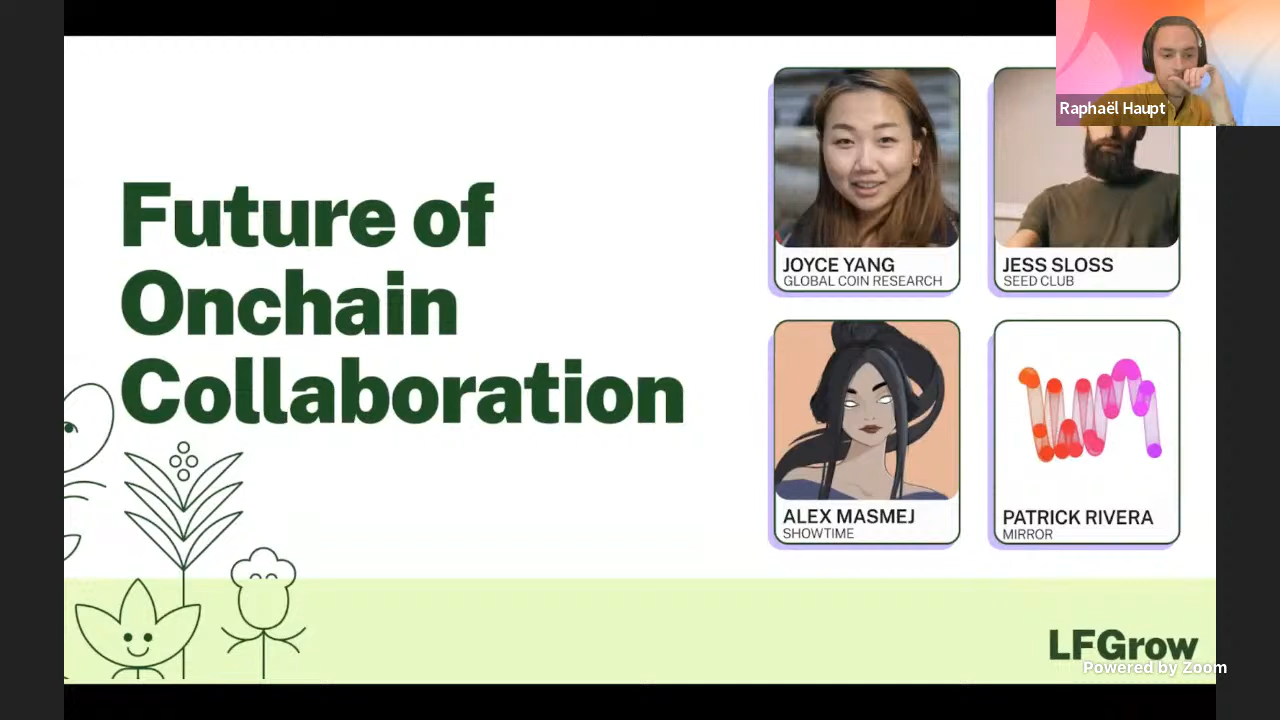 Raphaël Haupt
Future of
Onchain
Collaboration
JOYCE YANG
GLOBAL COIN RESEARCH
JESS SLOSS
SEED CLUB
ALEX MASMEJ
SHOWTIME
PATRICK RIVERA
MIRROR
LFGrow
Powered by Zoom